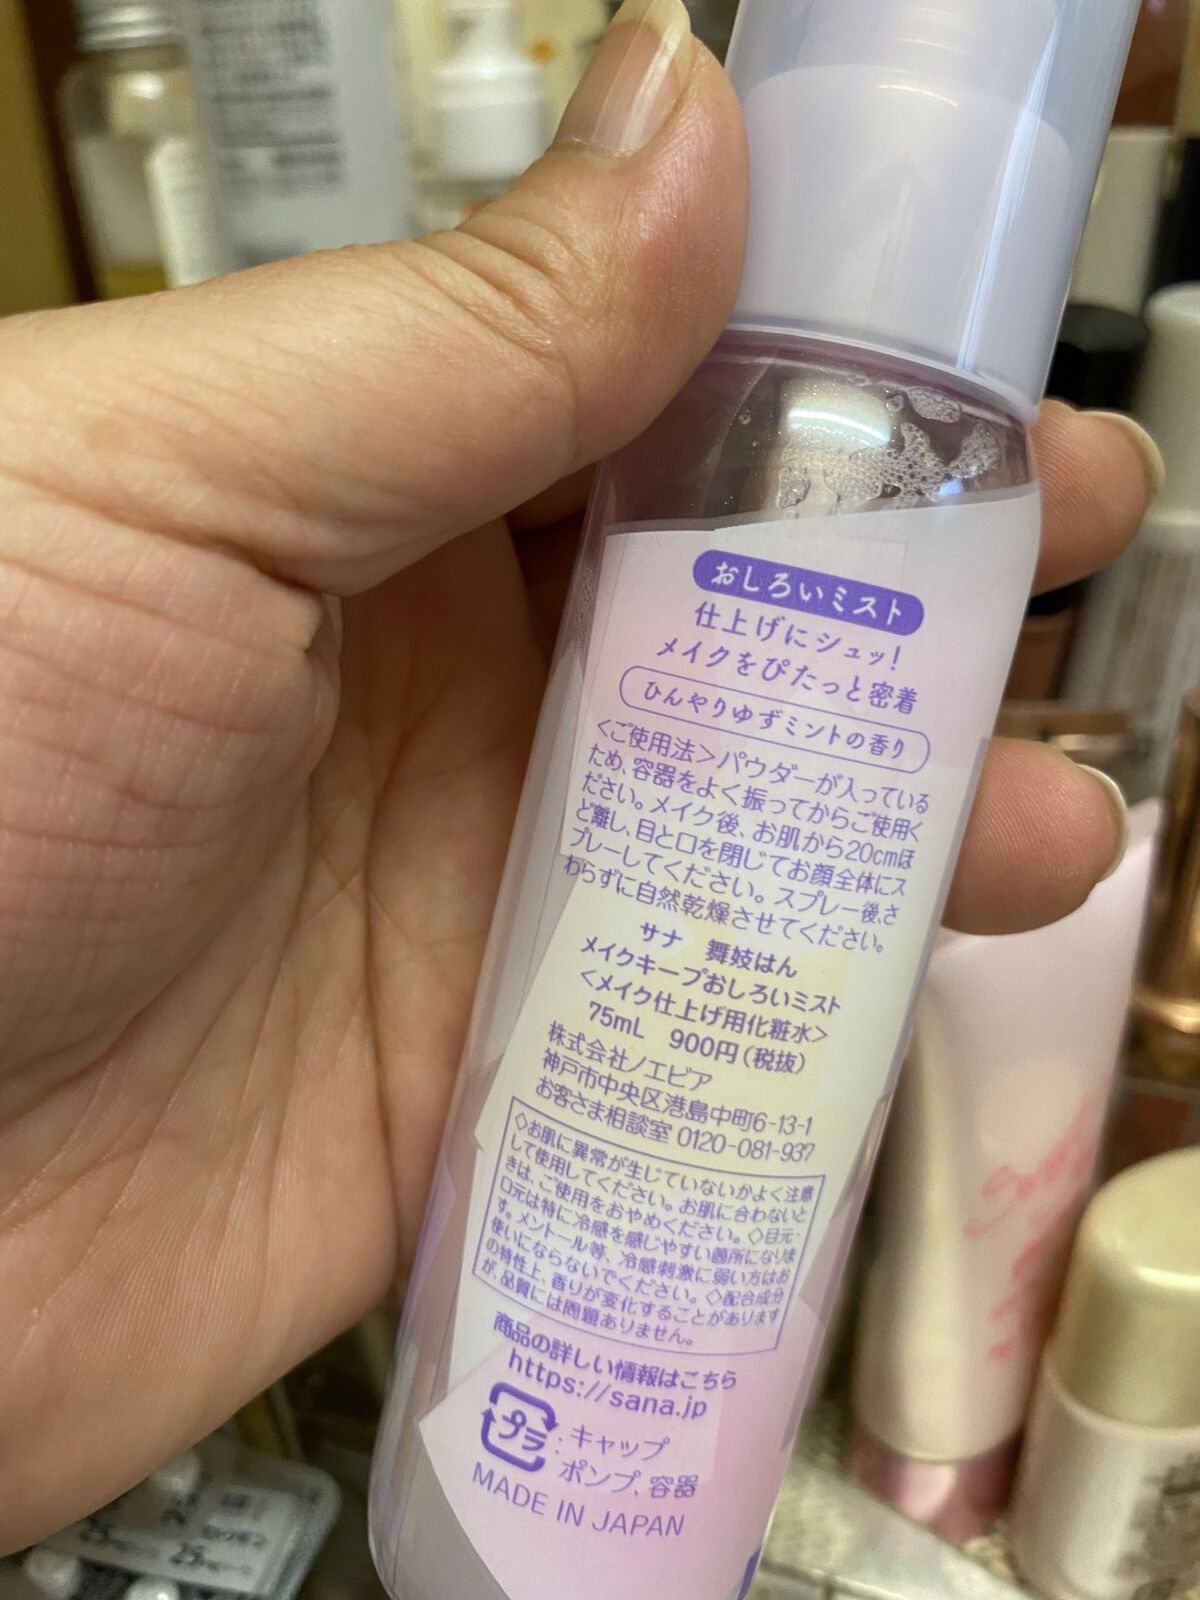 おしろいミスト
仕上げにシュッ!
メイクをぴたっと密着
ひんやりゆずミントの香り
<ご使用法>パウダーが入っている
ため、容器をよく振ってからご使用く
ださい。メイク後、お肌から20cmほ
ど離し、目と口を閉じてお顔全体にス
プレーしてください。スプレー後、さ
わらずに自然乾燥させてください。
サナ 舞妓はん
メイクキープおしろいミスト
<メイク仕上げ用化粧水>
75mL 900円(税抜)
株式会社ノエビア
神戸市中央区港島中町6-13-1
お客さま相談室 0120-081-937
◇お肌に異常が生じていないかよく注意
して使用してください。お肌に合わないと
きは、ご使用をおやめください。◇目元・
口元は特に冷感を感じやすい箇所になりま
す。メントール等、冷感刺激に弱い方はお
使いにならないでください。◇配合成分
の特性上、香りが変化することがあります
が、品質には問題ありません。
商品の詳しい情報はこちら
https://sana.jp
プラ : キャップ
ポンプ、容器
MADE IN JAPAN